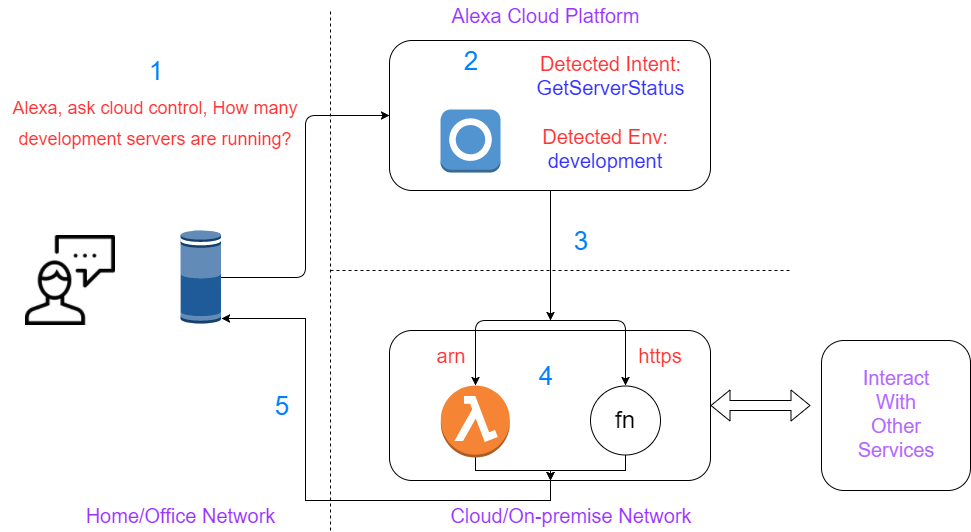 Alexa Cloud Platform
1
Alexa, ask cloud control, How many
development servers are running?
2
Detected Intent:
GetServerStatus
Detected Env:
development
3
arn
https
4
λ
fn
Interact
With
Other
Services
5
Home/Office Network
Cloud/On-premise Network